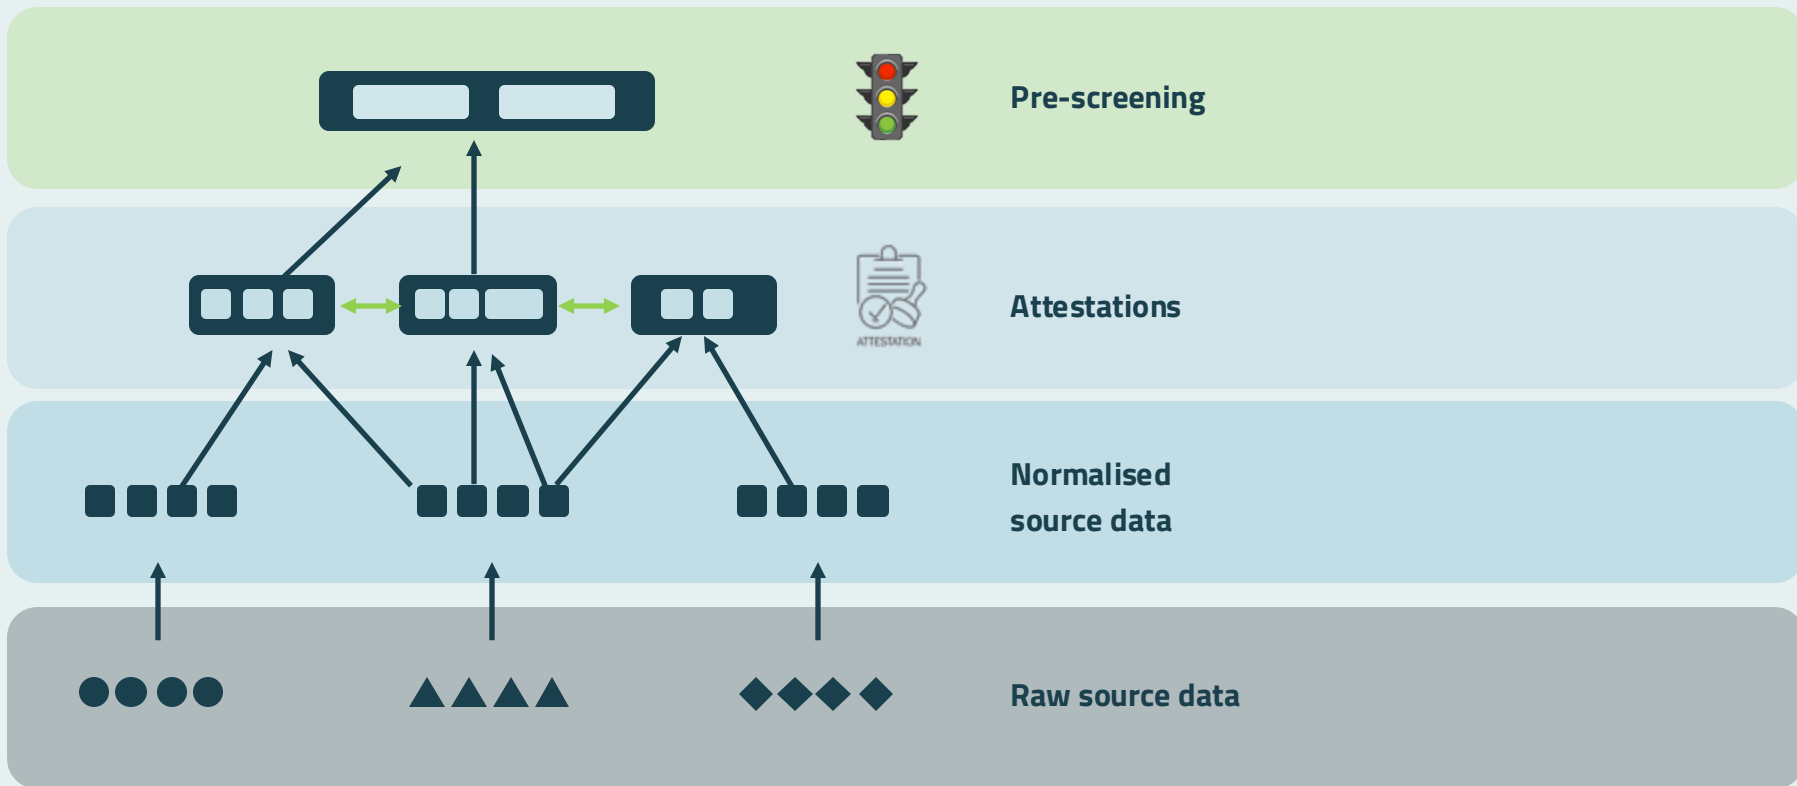 Pre-screening
Attestations
ATTESTATION
Normalised
source data
Raw source data